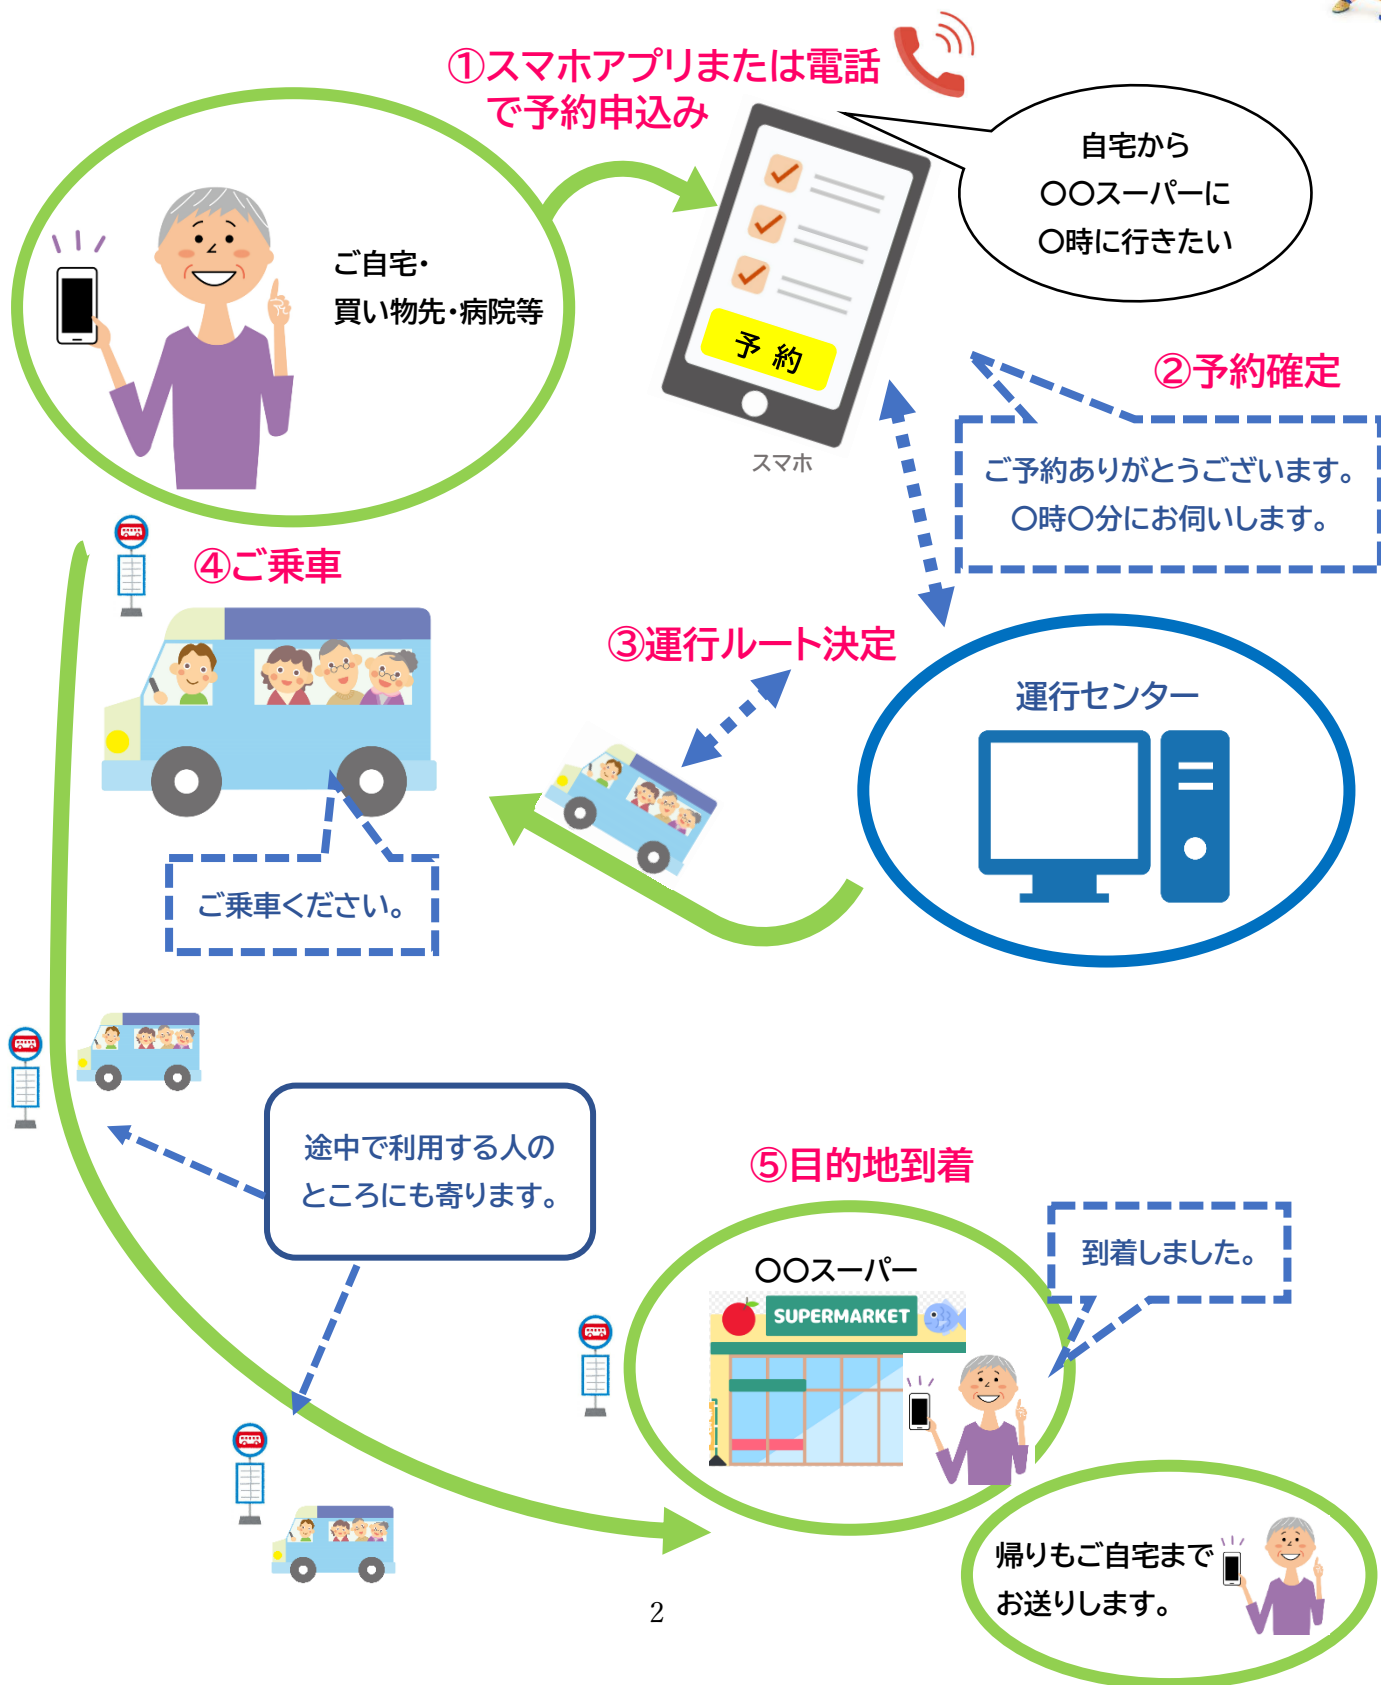 ①スマホアプリまたは電話
で予約申込み
自宅から
〇〇スーパーに
〇時に行きたい
ご自宅・
買い物先・病院等
予約
スマホ
②予約確定
ご予約ありがとうございます。
〇時〇分にお伺いします。
④ご乗車
③運行ルート決定
運行センター
ご乗車ください。
途中で利用する人の
ところにも寄ります。
⑤目的地到着
到着しました。
〇〇スーパー
SUPERMARKET
帰りもご自宅まで
お送りします。
2